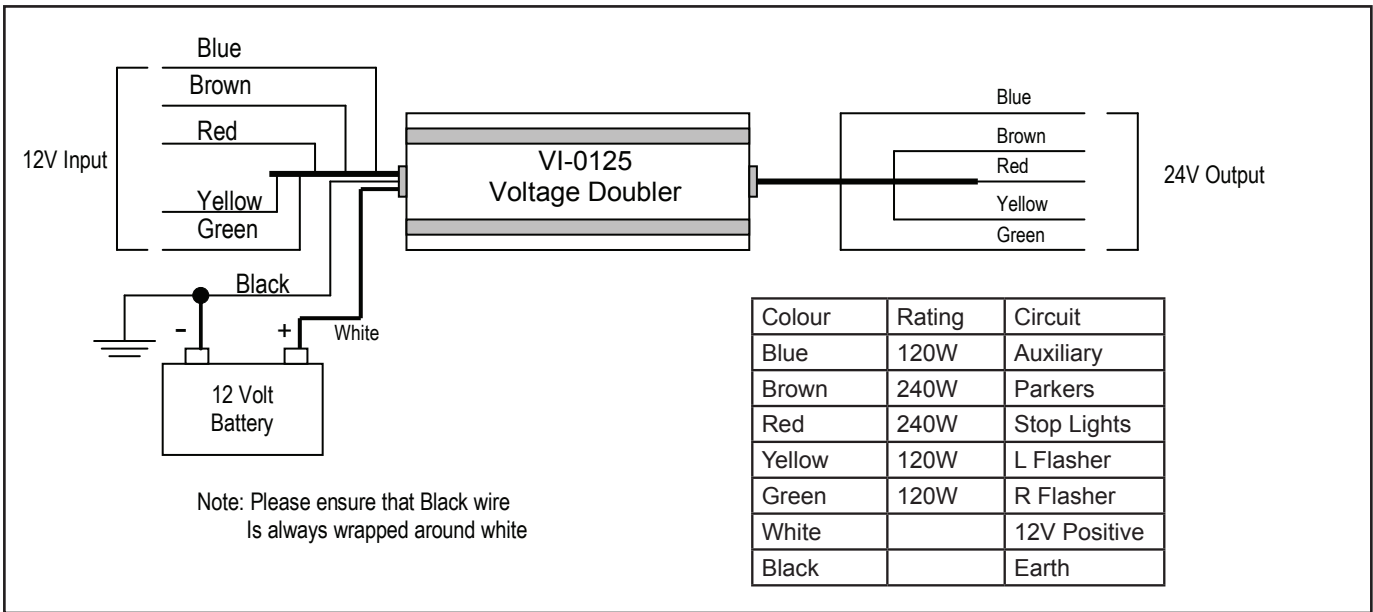 Blue
Brown
Red
12V Input
Yellow
Green
Black
-
+
White
12 Volt
Battery
Note: Please ensure that Black wire
Is always wrapped around white
VI-0125
Voltage Doubler
Blue
Brown
Red
Yellow
Green
24V Output
Colour Rating Circuit
Blue 120W Auxiliary
Brown 240W Parkers
Red 240W Stop Lights
Yellow 120W L Flasher
Green 120W R Flasher
White 12V Positive
Black Earth